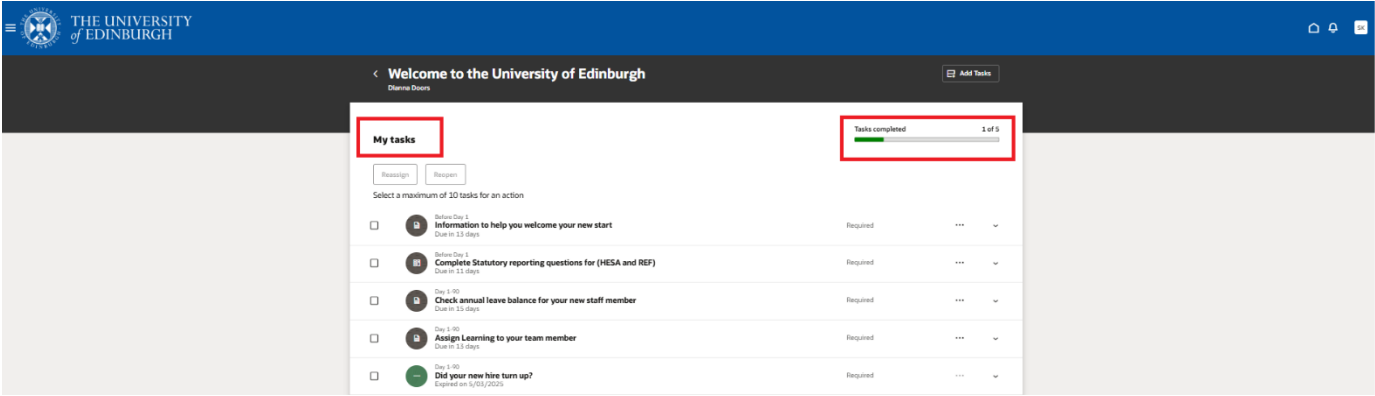 THE UNIVERSITY
of EDINBURGH
SK
Welcome to the University of Edinburgh
Dianna Doors
Add Tasks
My tasks
Tasks completed 1 of 5
Reassign Reopen
Select a maximum of 10 tasks for an action
Before Day 1
Information to help you welcome your new start
Due in 13 days
Required
Before Day 1
Complete Statutory reporting questions for (HESA and REF)
Due in 11 days
Required
Day 1-90
Check annual leave balance for your new staff member
Due in 15 days
Required
Day 1-90
Assign Learning to your team member
Due in 13 days
Required
Day 1-90
Did your new hire turn up?
Expired on 5/03/2025
Required